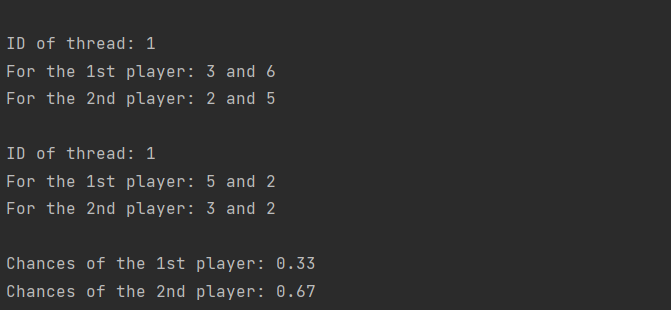 ID of thread: 1
For the 1st player: 3 and 6
For the 2nd player: 2 and 5
ID of thread: 1
For the 1st player: 5 and 2
For the 2nd player: 3 and 2
Chances of the 1st player: 0.33
Chances of the 2nd player: 0.67